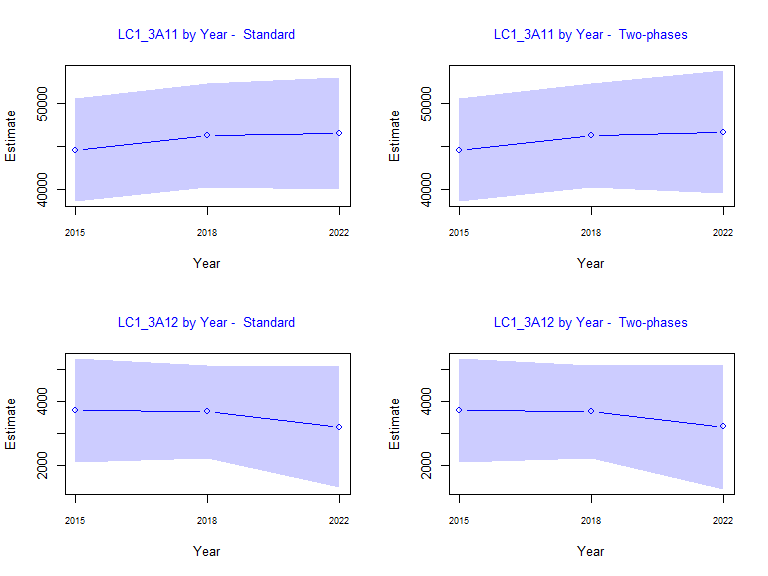 LC1_3A11 by Year -  Standard
Estimate
50000
40000
2015
2018
2022
Year
LC1_3A11 by Year -  Two-phases
Estimate
50000
40000
2015
2018
2022
Year
LC1_3A12 by Year -  Standard
Estimate
4000
2000
2015
2018
2022
Year
LC1_3A12 by Year -  Two-phases
Estimate
4000
2000
2015
2018
2022
Year